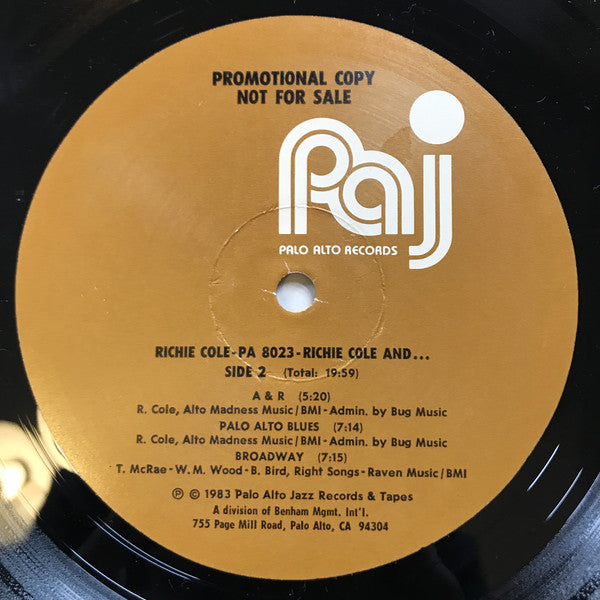 PROMOTIONAL COPY
NOT FOR SALE
Paj
PALO ALTO RECORDS
RICHIE COLE-PA 8023-RICHIE COLE AND...
SIDE 2 (Total: 19:59)
A & R (5:20)
R. Cole, Alto Madness Music/BMI-Admin. by Bug Music
PALO ALTO BLUES (7:14)
R. Cole, Alto Madness Music/BMI-Admin. by Bug Music
BROADWAY (7:15)
T. McRae-W. M. Wood-B. Bird, Right Songs-Raven Music/BMI
℗ © 1983 Palo Alto Jazz Records & Tapes
A division of Benham Mgmt. Int'l.
755 Page Mill Road, Palo Alto, CA 94304